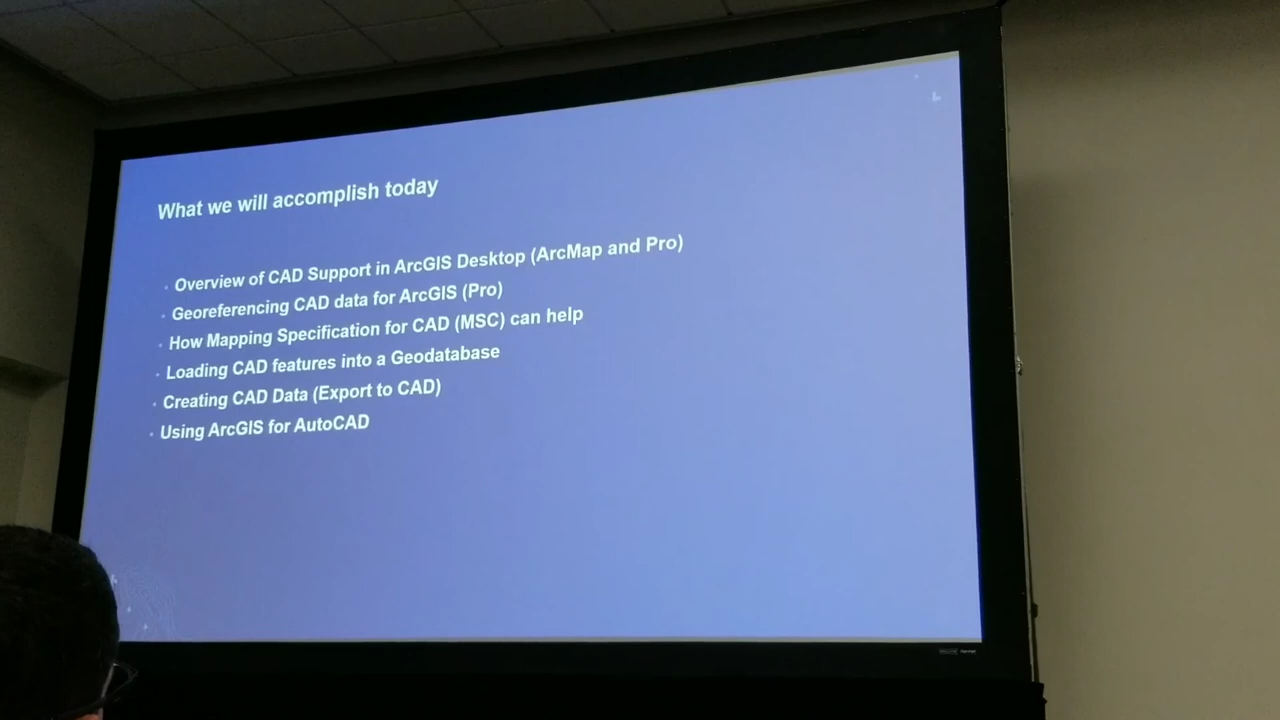 What we will accomplish today
Overview of CAD Support in ArcGIS Desktop (ArcMap and Pro)
Georeferencing CAD data for ArcGIS (Pro)
How Mapping Specification for CAD (MSC) can help
Loading CAD features into a Geodatabase
Creating CAD Data (Export to CAD)
Using ArcGIS for AutoCAD